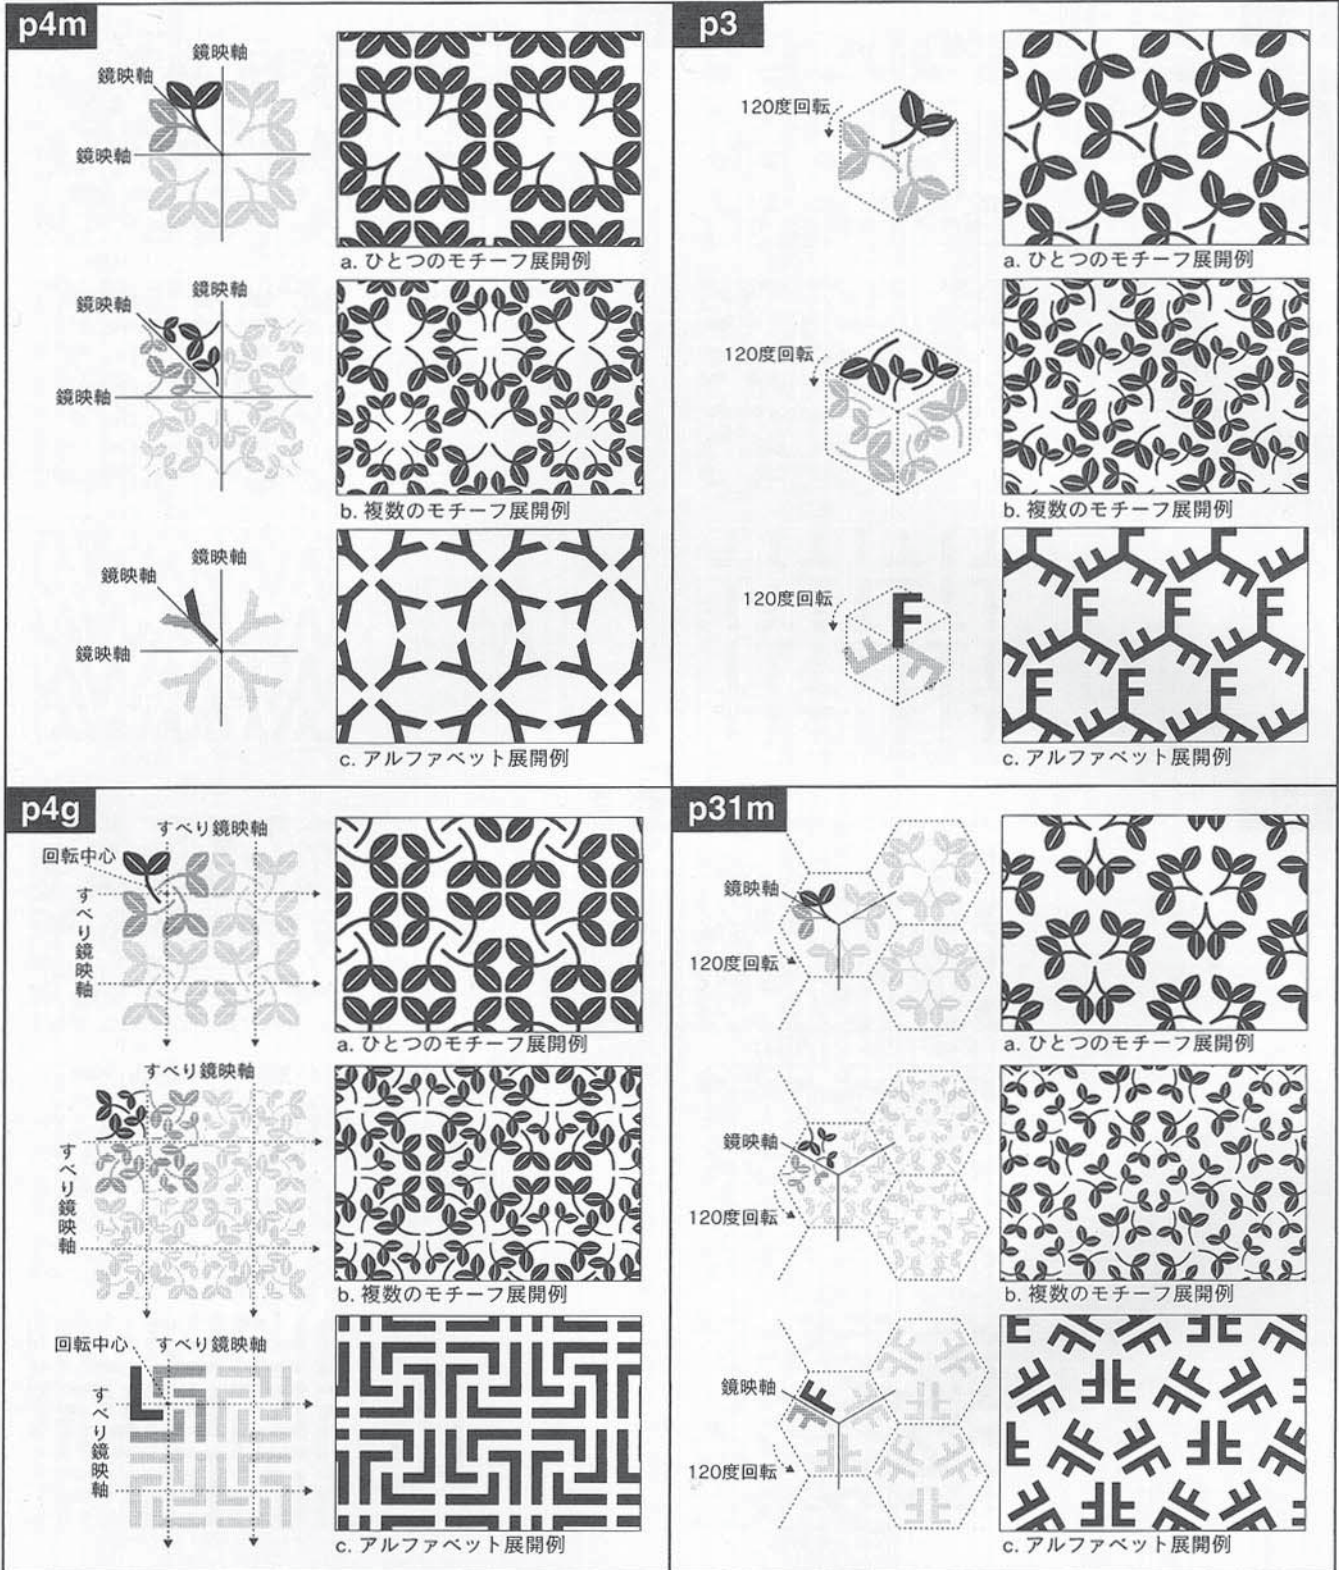 p4m
鏡映軸
鏡映軸
鏡映軸
a. ひとつのモチーフ展開例
鏡映軸
鏡映軸
鏡映軸
b. 複数のモチーフ展開例
鏡映軸
鏡映軸
鏡映軸
c. アルファベット展開例
p3
120度回転
a. ひとつのモチーフ展開例
120度回転
b. 複数のモチーフ展開例
120度回転
F
c. アルファベット展開例
p4g
すべり鏡映軸
回転中心
すべり鏡映軸
a. ひとつのモチーフ展開例
すべり鏡映軸
すべり鏡映軸
b. 複数のモチーフ展開例
回転中心
すべり鏡映軸
すべり鏡映軸
c. アルファベット展開例
p31m
鏡映軸
120度回転
a. ひとつのモチーフ展開例
鏡映軸
120度回転
b. 複数のモチーフ展開例
鏡映軸
120度回転
c. アルファベット展開例